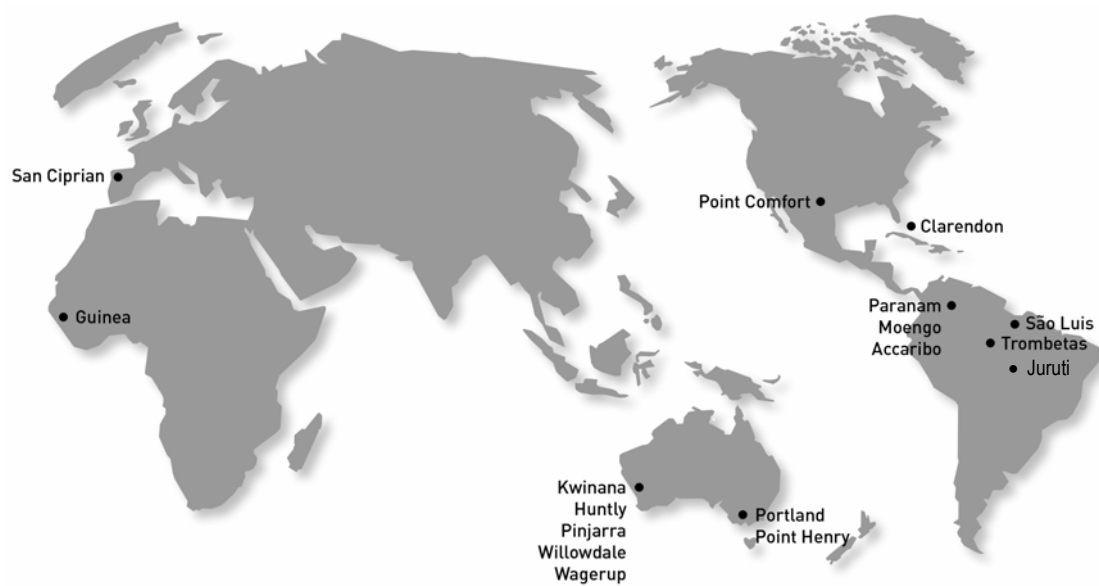 San Ciprian
Guinea
Point Comfort
Clarendon
Paranam
Moengo
Accaribo
São Luis
Trombetas
Juruti
Kwinana
Huntly
Pinjarra
Willowdale
Wagerup
Portland
Point Henry